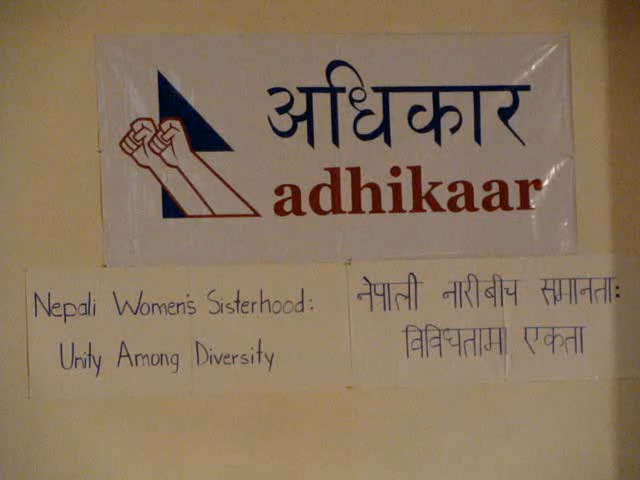 अधिकार
adhikaar
Nepali Women's Sisterhood:
Unity Among Diversity
नेपाली नारीबीच समानता:
विविधतामा एकता